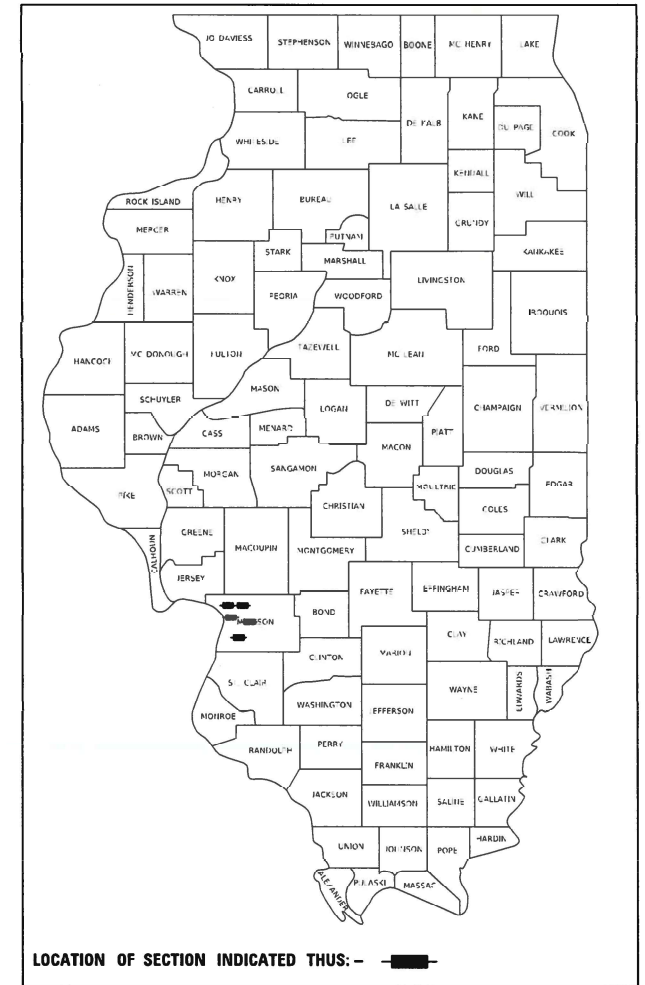 JO DAVIESS STEPHENSON WINNEBAGO BOONE MC HENRY LAKE
CARROLL OGLE DE KALB KANE DU PAGE COOK
WHITESIDE LEE
KENDALL WILL
ROCK ISLAND HENRY BUREAU LA SALLE
GRUNDY
MERCER PUTNAM
STARK MARSHALL KANKAKEE
HENDERSON WARREN KNOX PEORIA WOODFORD LIVINGSTON
IROQUOIS
HANCOCK MC DONOUGH FULTON TAZEWELL MC LEAN FORD
MASON
SCHUYLER LOGAN DE WITT CHAMPAIGN VERMILION
ADAMS BROWN CASS MENARD PIATT
MACON
PIKE SCOTT MORGAN SANGAMON DOUGLAS EDGAR
MOULTRIE
CHRISTIAN COLES
GREENE MACOUPIN MONTGOMERY SHELBY CLARK
CALHOUN CUMBERLAND
JERSEY FAYETTE EFFINGHAM JASPER CRAWFORD
MADISON BOND
CLAY RICHLAND LAWRENCE
CLINTON MARION
ST. CLAIR WAYNE EDWARDS WABASH
WASHINGTON JEFFERSON
MONROE
RANDOLPH PERRY HAMILTON WHITE
FRANKLIN
JACKSON WILLIAMSON SALINE GALLATIN
UNION JOHNSON POPE HARDIN
ALEXANDER PULASKI MASSAC
LOCATION OF SECTION INDICATED THUS: –